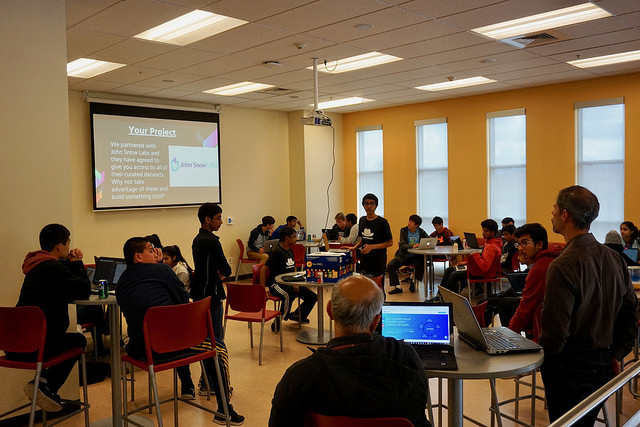 Your Project
We partnered with
John Snow Labs and
they have agreed to
give you access to all of
their curated datasets.
Why not take
advantage of these and
build something cool?
John Snow